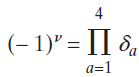 (– 1)^ν = ∏_{a=1}^{4} δ_a